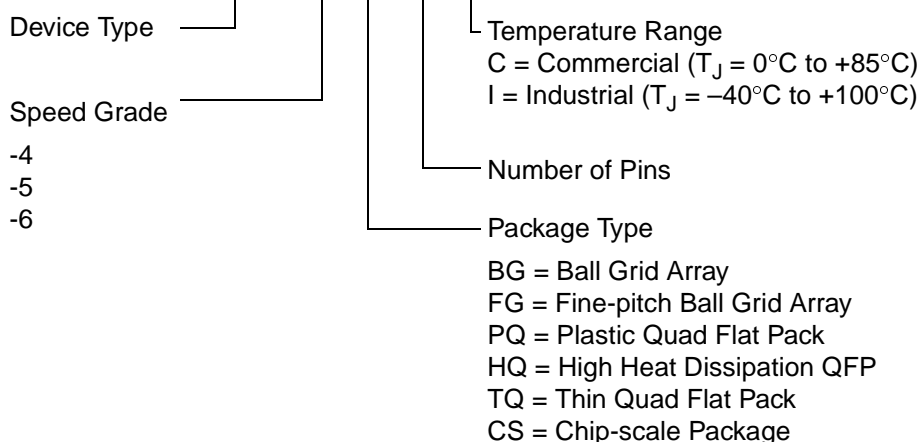 Device Type
Speed Grade
-4
-5
-6
Temperature Range
C = Commercial (TJ = 0°C to +85°C)
I = Industrial (TJ = –40°C to +100°C)
Number of Pins
Package Type
BG = Ball Grid Array
FG = Fine-pitch Ball Grid Array
PQ = Plastic Quad Flat Pack
HQ = High Heat Dissipation QFP
TQ = Thin Quad Flat Pack
CS = Chip-scale Package